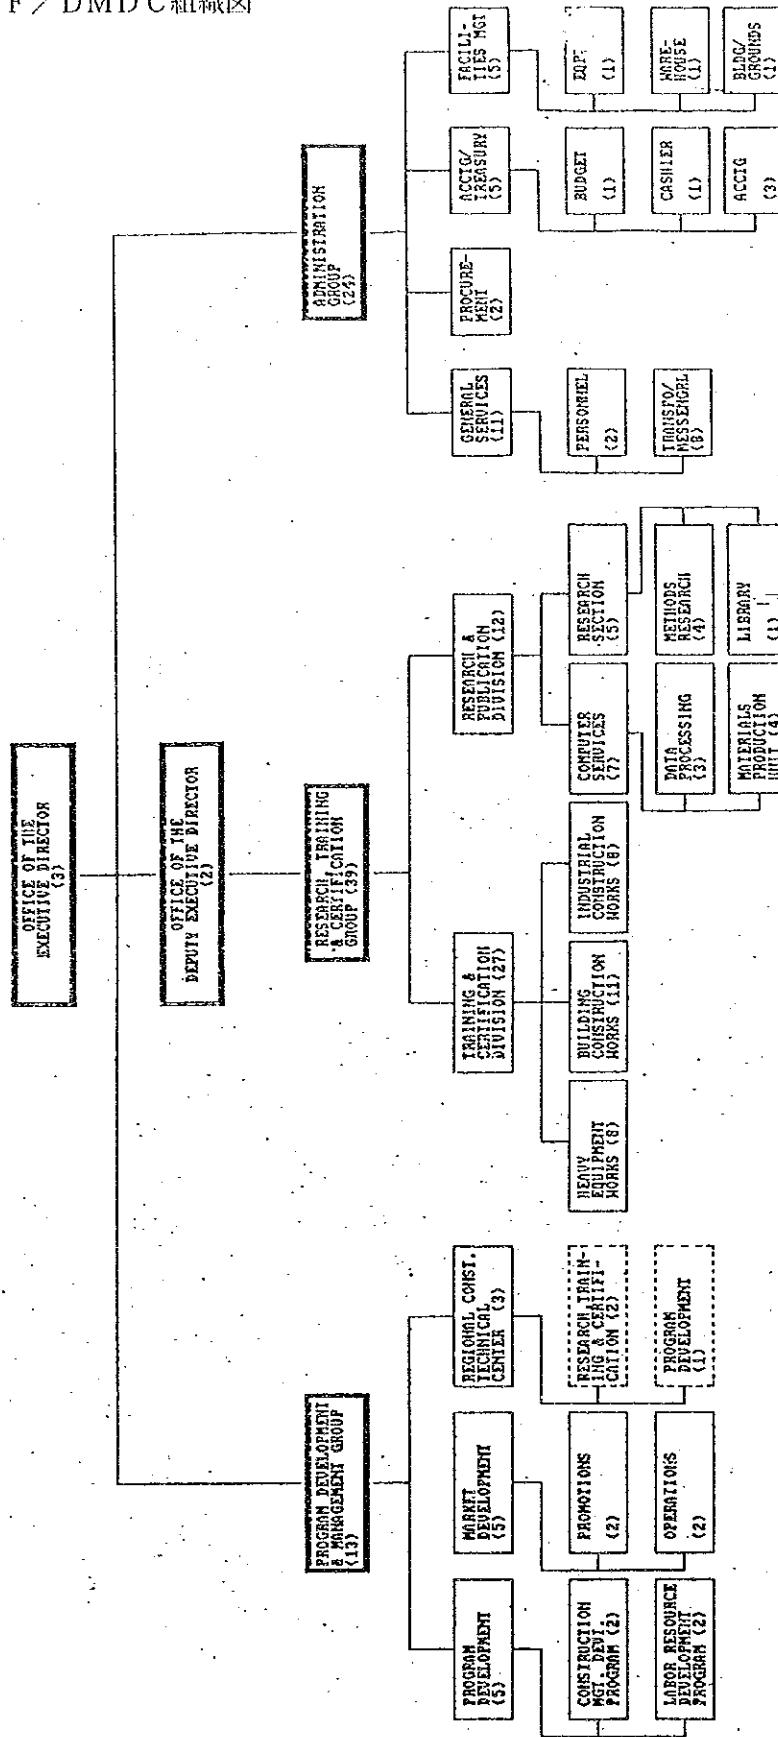 F/DMDC組織図
OFFICE OF THE
EXECUTIVE DIRECTOR
(3)
OFFICE OF THE
DEPUTY EXECUTIVE DIRECTOR
(2)
PROGRAM DEVELOPMENT
& MANAGEMENT GROUP
(13)
RESEARCH, TRAINING
& CERTIFICATION
GROUP (39)
ADMINISTRATION
GROUP
(24)
PROGRAM
DEVELOPMENT
(5)
MARKET
DEVELOPMENT
(5)
REGIONAL CONST.
TECHNICAL
CENTER (3)
TRAINING &
CERTIFICATION
DIVISION (27)
RESEARCH &
PUBLICATION
DIVISION (12)
GENERAL
SERVICES
(11)
PROCURE-
MENT
(2)
ACCTG/
TREASURY
(5)
FACILI-
TIES MGT
(5)
CONSTRUCTION
MGT. DEVT.
PROGRAM (2)
PROMOTIONS
(2)
RESEARCH,TRAIN-
ING & CERTIFI-
CATION (2)
HEAVY
EQUIPMENT
WORKS (8)
BUILDING
CONSTRUCTION
WORKS (11)
INDUSTRIAL
CONSTRUCTION
WORKS (8)
COMPUTER
SERVICES
(7)
RESEARCH
SECTION
(5)
PERSONNEL
(2)
BUDGET
(1)
EQPT
(1)
LABOR RESOURCE
DEVELOPMENT
PROGRAM (2)
OPERATIONS
(2)
PROGRAM
DEVELOPMENT
(1)
DATA
PROCESSING
(3)
METHODS
RESEARCH
(4)
TRANSFO/
(8)
CASHIER
(1)
WARE-
HOUSE
(1)
MATERIALS
PRODUCTION
UNIT (4)
LIBRARY
(1)
ACCTG
(3)
BLDG/
GROUNDS
(1)